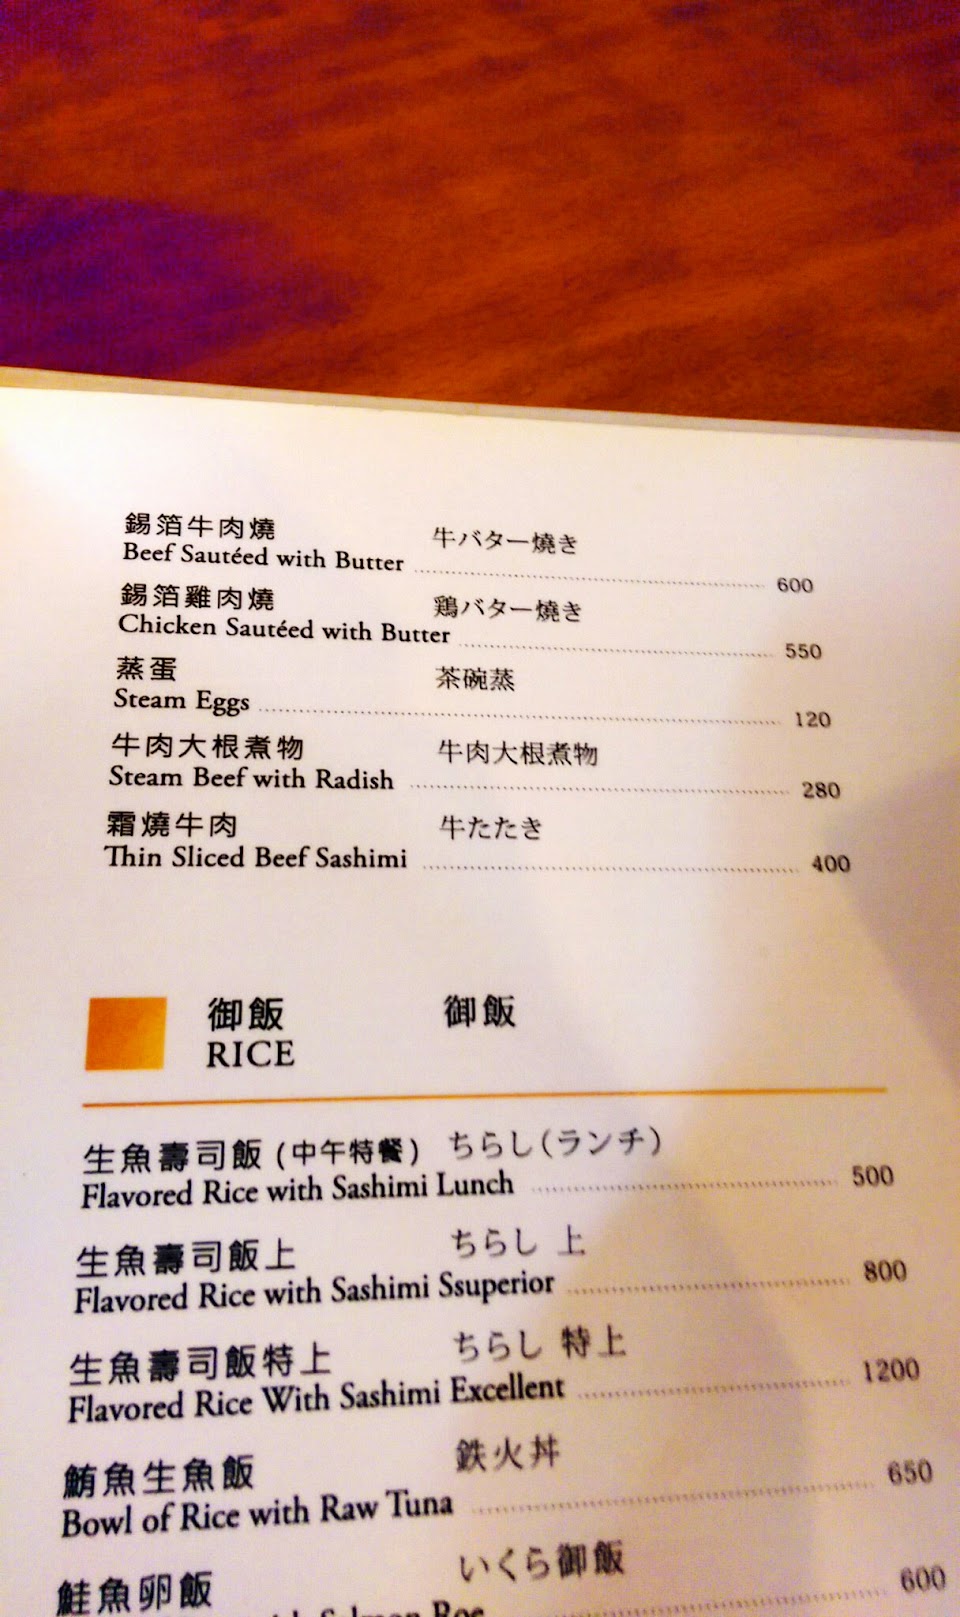 錫箔牛肉燒 牛バター焼き
Beef Sautéed with Butter 600
錫箔雞肉燒 鶏バター焼き
Chicken Sautéed with Butter 550
蒸蛋 茶碗蒸
Steam Eggs 120
牛肉大根煮物 牛肉大根煮物
Steam Beef with Radish 280
霜燒牛肉 牛たたき
Thin Sliced Beef Sashimi 400
御飯 御飯
RICE
生魚壽司飯 (中午特餐) ちらし(ランチ)
Flavored Rice with Sashimi Lunch 500
生魚壽司飯上 ちらし 上
Flavored Rice with Sashimi Ssuperior 800
生魚壽司飯特上 ちらし 特上
Flavored Rice With Sashimi Excellent 1200
鮪魚生魚飯 鉄火丼
Bowl of Rice with Raw Tuna 650
鮭魚卵飯 いくら御飯
Salmon Roe 600